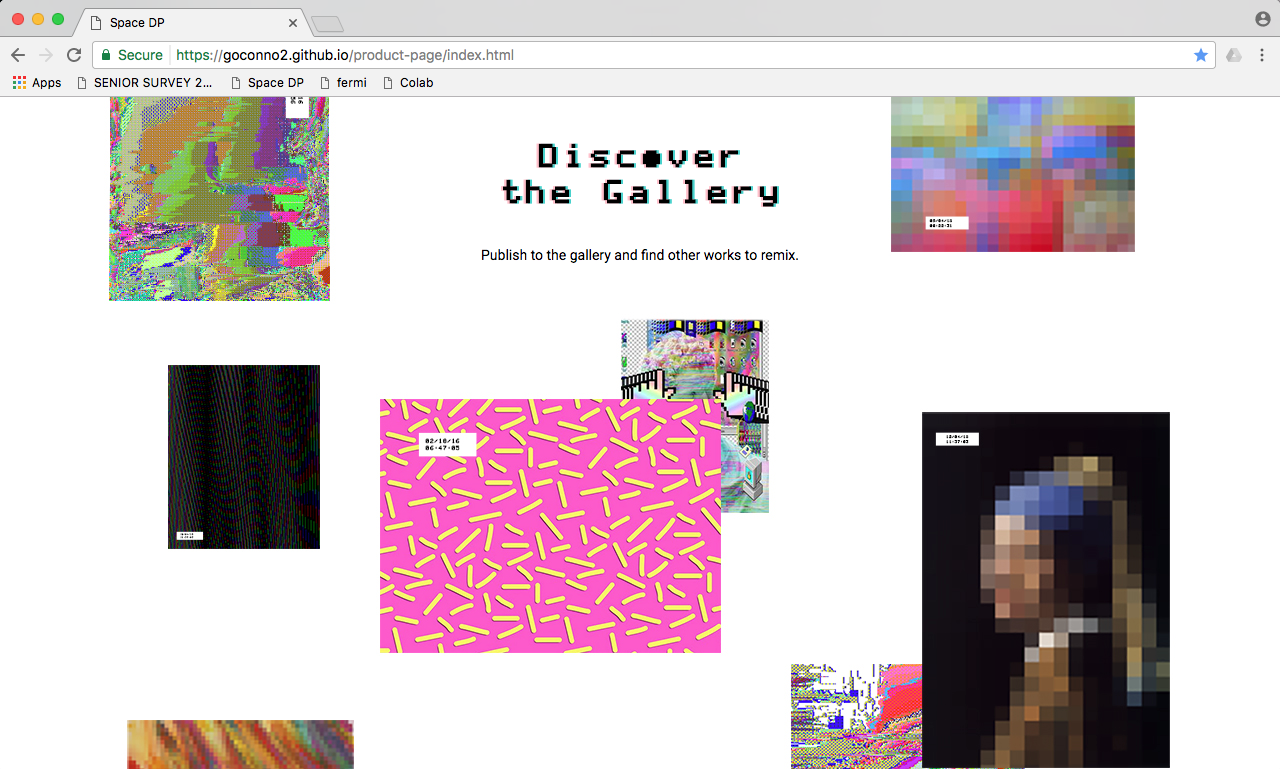 Space DP
Secure
https://goconno2.github.io/product-page/index.html
Apps
SENIOR SURVEY 2...
Space DP
fermi
Colab
Discover
the Gallery
Publish to the gallery and find other works to remix.
02/18/16
06-47-05